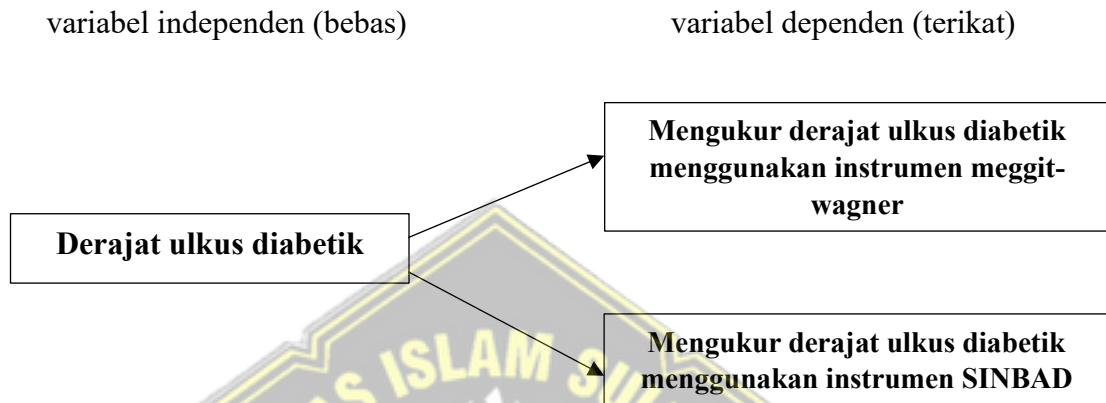 variabel independen (bebas)
variabel dependen (terikat)
Mengukur derajat ulkus diabetik
menggunakan instrumen meggit-
wagner
Derajat ulkus diabetik
Mengukur derajat ulkus diabetik
menggunakan instrumen SINBAD
ISLAM